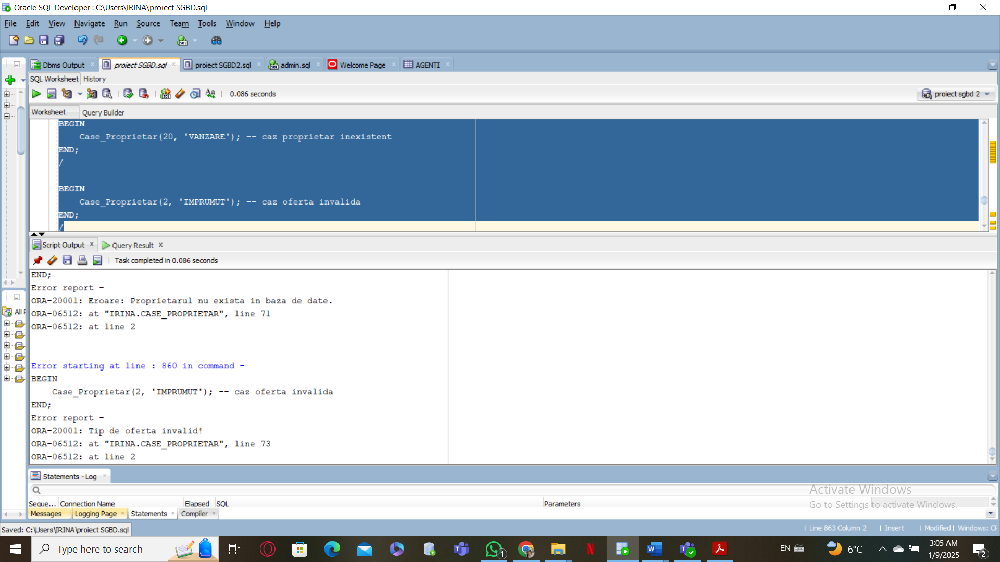 Oracle SQL Developer : C:\Users\IRINA\proiect SGBD.sql
File Edit View Navigate Run Source Team Tools Window Help
Dbms Output proiect SGBD.sql proiect SGBD2.sql admin.sql Welcome Page AGENTI
SQL Worksheet History
0.086 seconds
proiect sgbd 2
Worksheet Query Builder
BEGIN
Case_Proprietar(20, 'VANZARE'); -- caz proprietar inexistent
END;
/
BEGIN
Case_Proprietar(2, 'IMPRUMUT'); -- caz oferta invalida
END;
/
Script Output Query Result
Task completed in 0.086 seconds
END;
Error report -
ORA-20001: Eroare: Proprietarul nu exista in baza de date.
ORA-06512: at "IRINA.CASE_PROPRIETAR", line 71
ORA-06512: at line 2
All
Error starting at line : 860 in command -
BEGIN
Case_Proprietar(2, 'IMPRUMUT'); -- caz oferta invalida
END;
Error report -
ORA-20001: Tip de oferta invalid!
ORA-06512: at "IRINA.CASE_PROPRIETAR", line 73
ORA-06512: at line 2
Statements - Log
Seque... Connection Name Elapsed SQL Parameters
Messages Logging Page Statements Compiler
Activate Windows
Go to Settings to activate Windows.
Saved: C:\Users\IRINA\proiect SGBD.sql
Line 863 Column 2 Insert Modified Windows:
Type here to search
1
EN
6°C
3:05 AM
1/9/2025
2